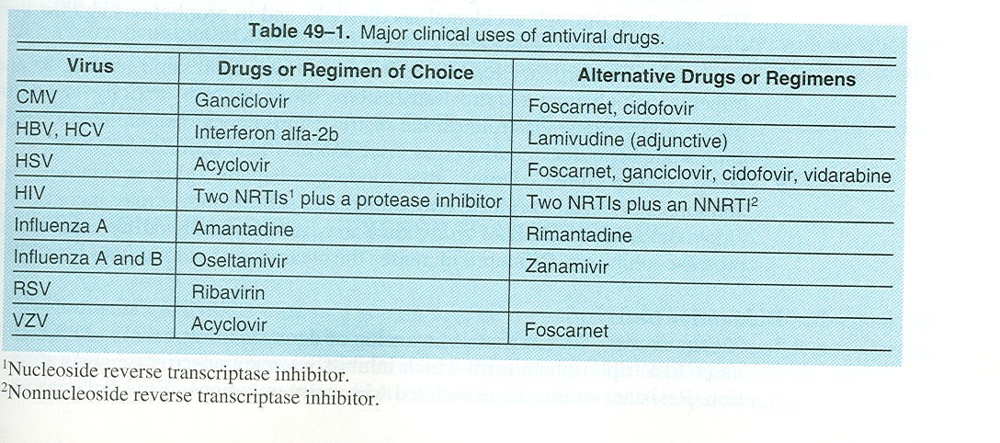 Table 49–1. Major clinical uses of antiviral drugs.
Virus Drugs or Regimen of Choice Alternative Drugs or Regimens
CMV Ganciclovir Foscarnet, cidofovir
HBV, HCV Interferon alfa-2b Lamivudine (adjunctive)
HSV Acyclovir Foscarnet, ganciclovir, cidofovir, vidarabine
HIV Two NRTIs¹ plus a protease inhibitor Two NRTIs plus an NNRTI²
Influenza A Amantadine Rimantadine
Influenza A and B Oseltamivir Zanamivir
RSV Ribavirin
VZV Acyclovir Foscarnet
¹Nucleoside reverse transcriptase inhibitor.
²Nonnucleoside reverse transcriptase inhibitor.